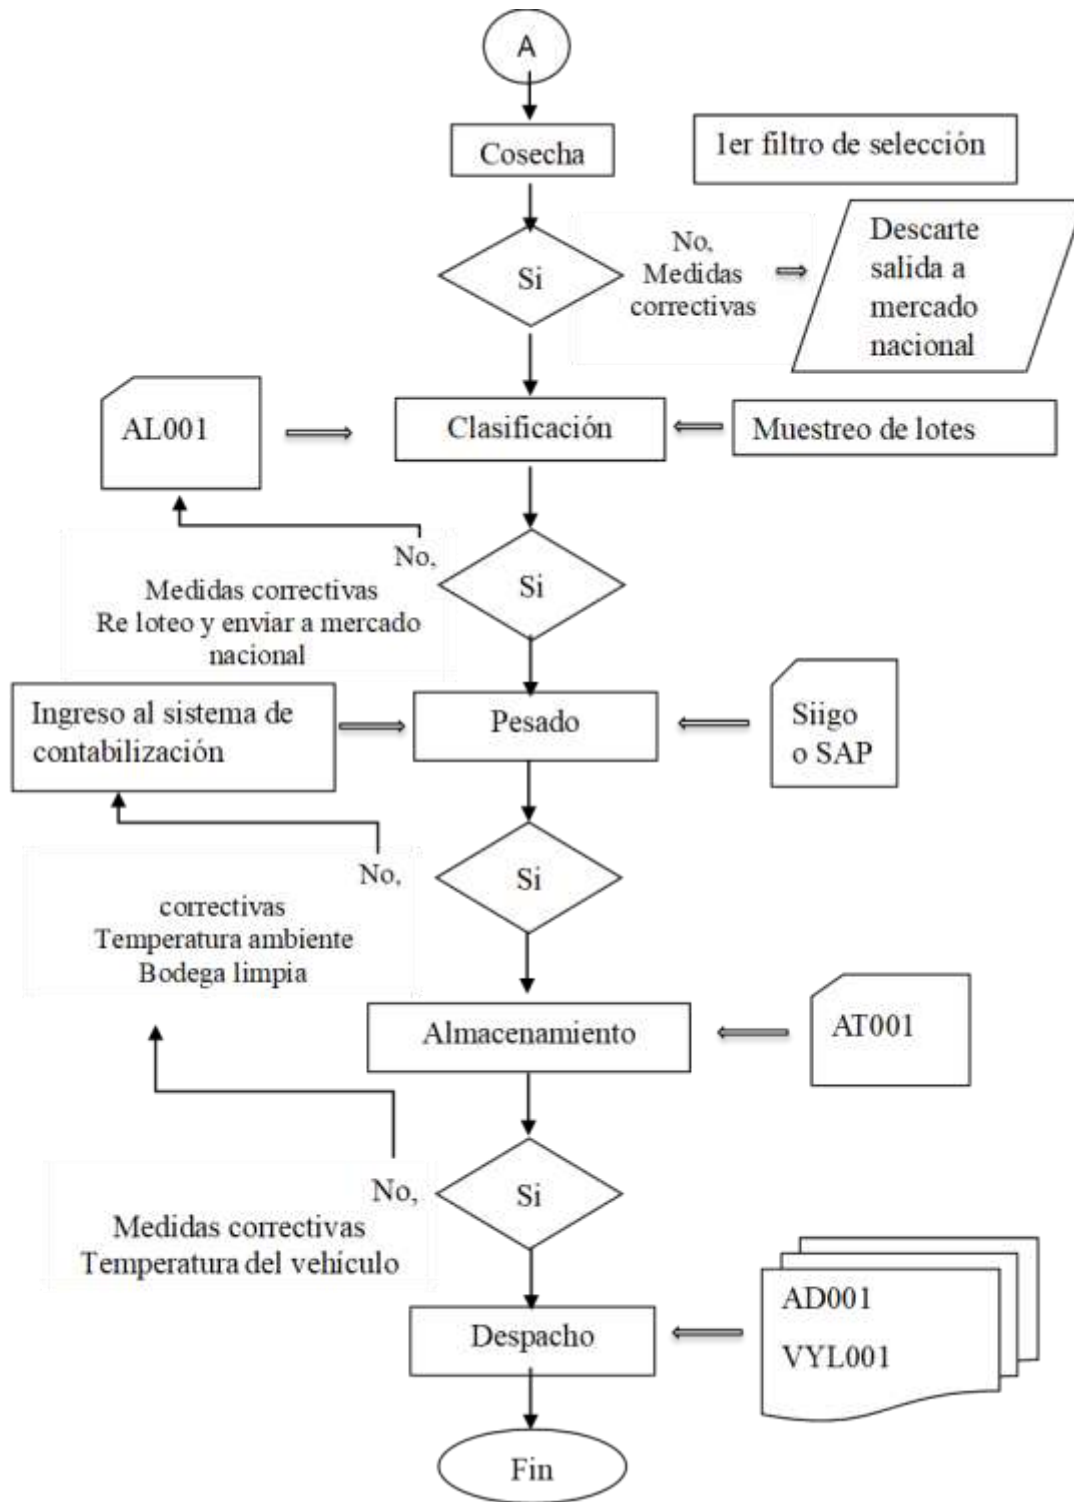 A
Cosecha
1er filtro de selección
Si
No,
Medidas
correctivas
Descarte
salida a
mercado
nacional
AL001
Clasificación
Muestreo de lotes
No,
Medidas correctivas
Re loteo y enviar a mercado
nacional
Si
Ingreso al sistema de
contabilización
Pesado
Siigo
o SAP
No,
correctivas
Temperatura ambiente
Bodega limpia
Si
Almacenamiento
AT001
No,
Medidas correctivas
Temperatura del vehículo
Si
Despacho
AD001
VYL001
Fin